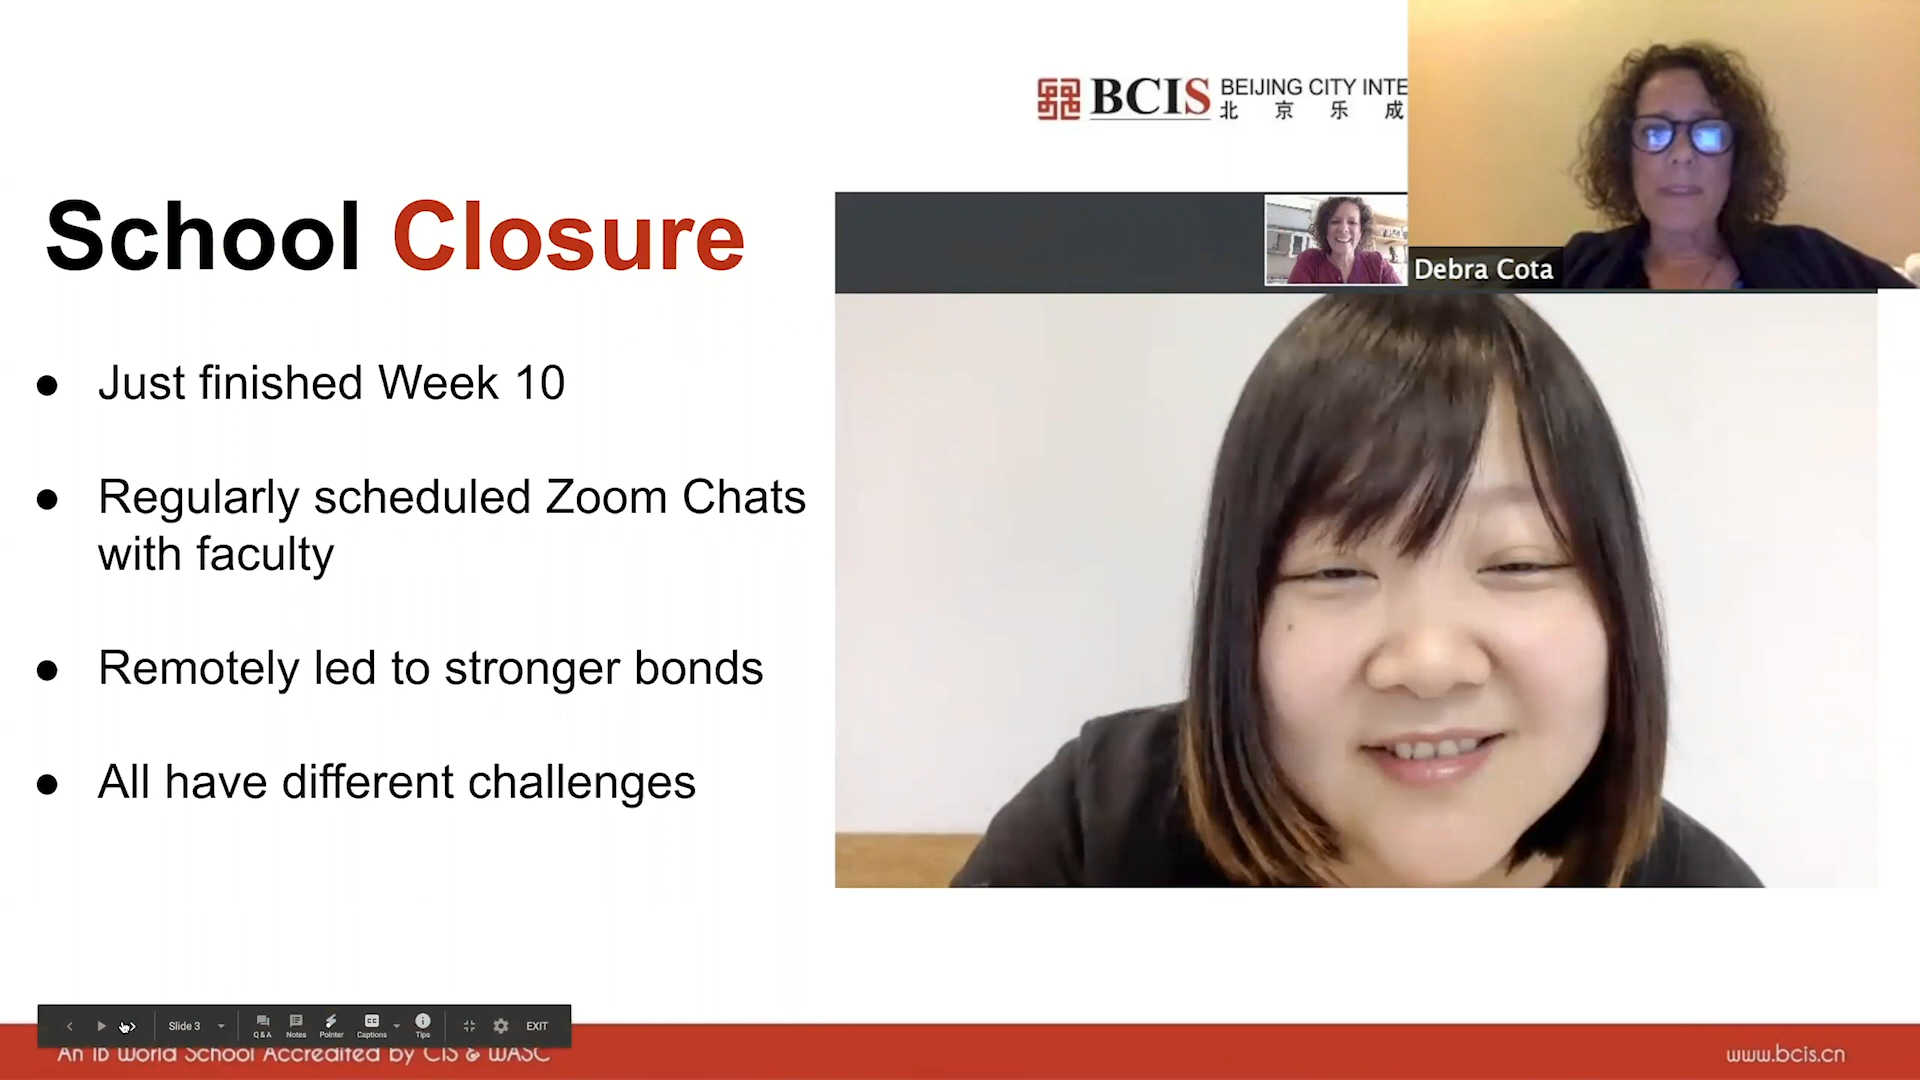 BCIS BEIJING CITY INTE
北 京 乐 成
Debra Cota
School Closure
● Just finished Week 10
● Regularly scheduled Zoom Chats
with faculty
● Remotely led to stronger bonds
● All have different challenges
Slide 3
Q & A
Notes
Pointer
Captions
Tips
EXIT
An IB World School Accredited by CIS & WASC
www.bcis.cn